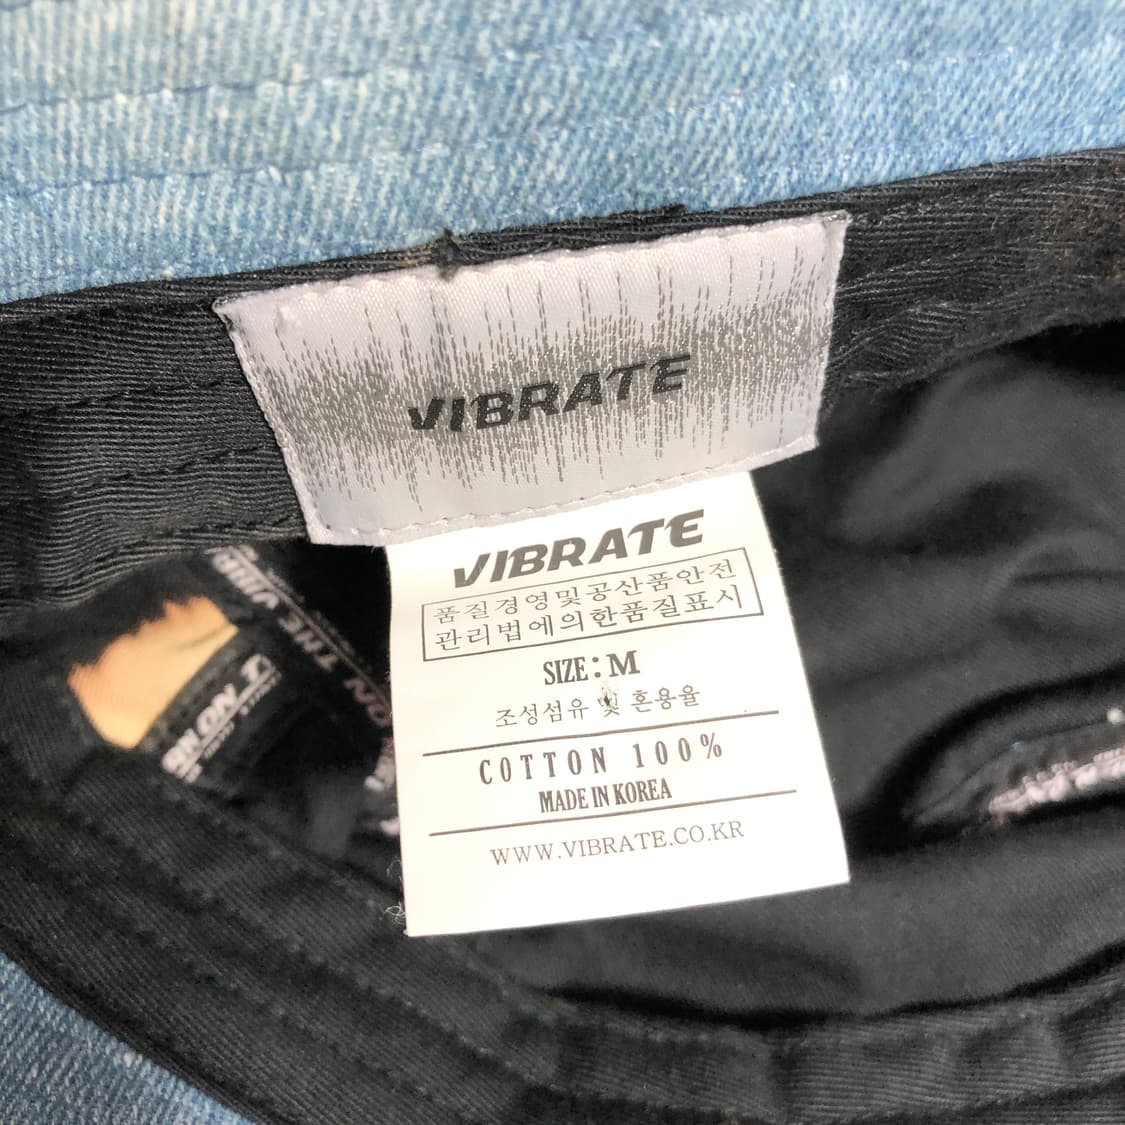 VIBRATE
VIBRATE
품질경영및공산품안전
관리법에의한품질표시
SIZE : M
조성섬유 및 혼용율
COTTON 100%
MADE IN KOREA
WWW.VIBRATE.CO.KR